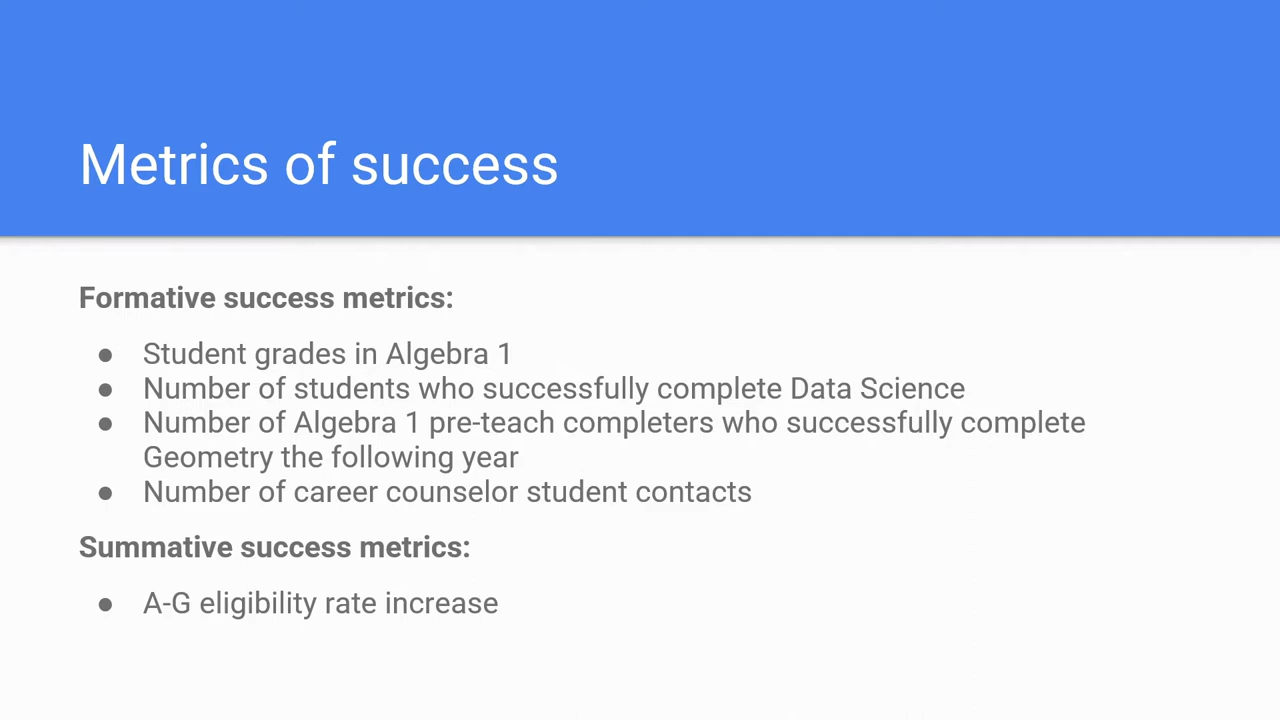 Metrics of success
Formative success metrics:
● Student grades in Algebra 1
● Number of students who successfully complete Data Science
● Number of Algebra 1 pre-teach completers who successfully complete
Geometry the following year
● Number of career counselor student contacts
Summative success metrics:
● A-G eligibility rate increase